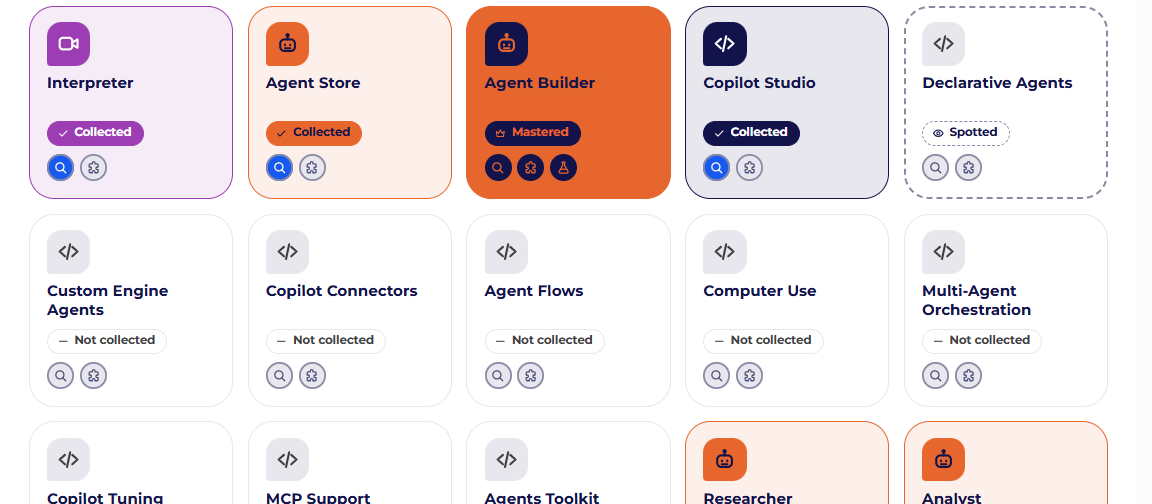 Interpreter
Agent Store
Agent Builder
Copilot Studio
Declarative Agents
Collected
Collected
Mastered
Collected
Spotted
Custom Engine
Agents
Copilot Connectors
Agent Flows
Computer Use
Multi-Agent
Orchestration
Not collected
Not collected
Not collected
Not collected
Not collected
Copilot Tuning
MCP Support
Agents Toolkit
Researcher
Analyst